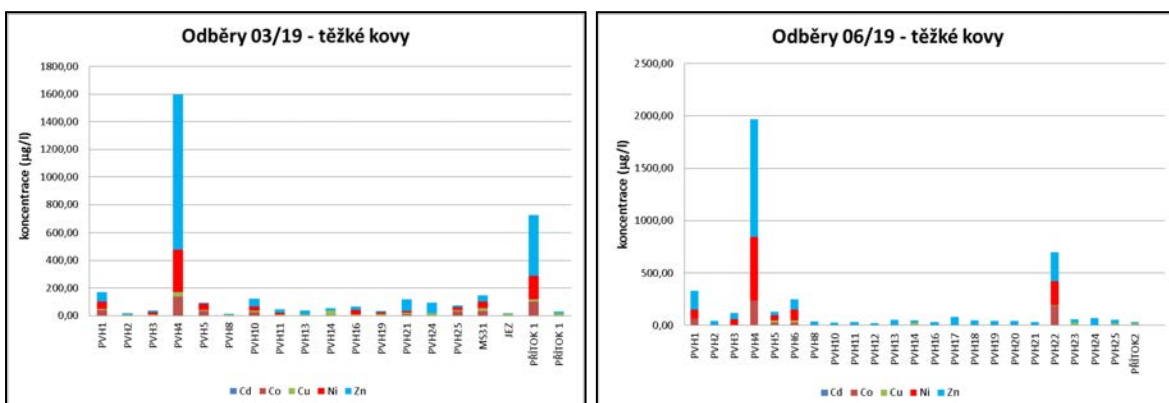 Odběry 03/19 - těžké kovy
koncentrace (µg/l)
1800,00
1600,00
1400,00
1200,00
1000,00
800,00
600,00
400,00
200,00
0,00
PVH1
PVH2
PVH3
PVH4
PVH5
PVH8
PVH10
PVH11
PVH13
PVH14
PVH16
PVH19
PVH21
PVH24
PVH25
MS31
JEZ
PŘÍTOK 1
PŘÍTOK 1
Cd Co Cu Ni Zn
Odběry 06/19 - těžké kovy
koncentrace (µg/l)
2 500,00
2000,00
1500,00
1000,00
500,00
0,00
PVH1
PVH2
PVH3
PVH4
PVH5
PVH6
PVH8
PVH10
PVH11
PVH12
PVH13
PVH14
PVH16
PVH17
PVH18
PVH19
PVH20
PVH21
PVH22
PVH23
PVH24
PVH25
PŘÍTOK2
Cd Co Cu Ni Zn